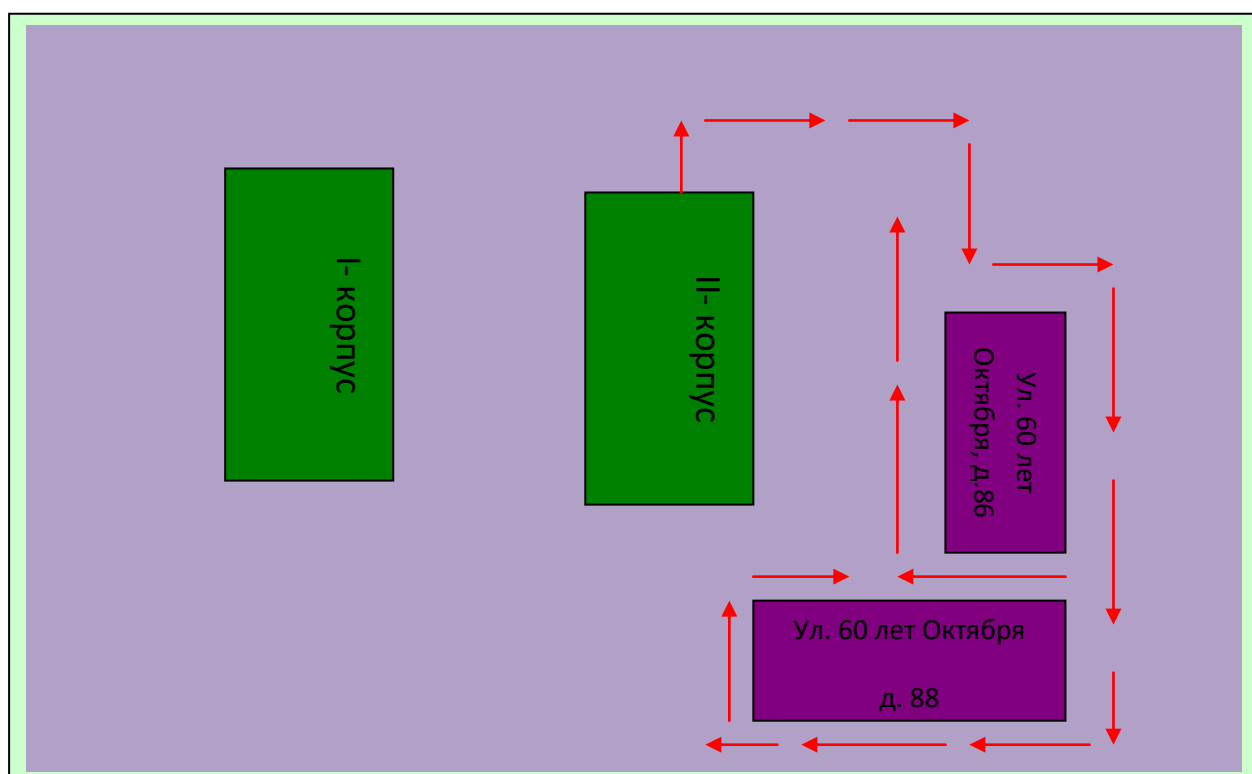 I- корпус
II- корпус
Ул. 60 лет
Октября, д.86
Ул. 60 лет Октября
д. 88